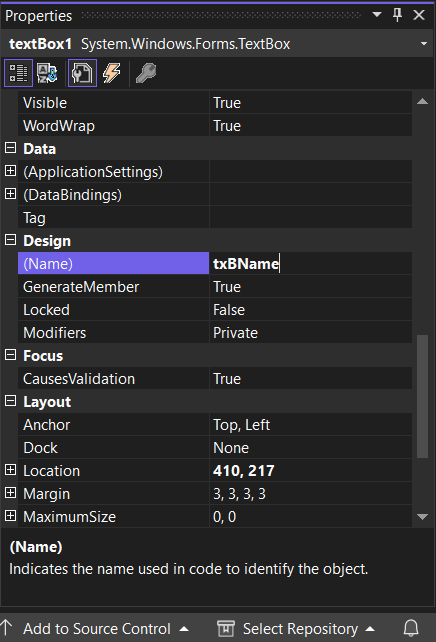 Properties
textBox1 System.Windows.Forms.TextBox
Visible True
WordWrap True
Data
(ApplicationSettings)
(DataBindings)
Tag
Design
(Name) txBName
GenerateMember True
Locked False
Modifiers Private
Focus
CausesValidation True
Layout
Anchor Top, Left
Dock None
Location 410, 217
Margin 3, 3, 3, 3
MaximumSize 0, 0
(Name)
Indicates the name used in code to identify the object.
Add to Source Control Select Repository